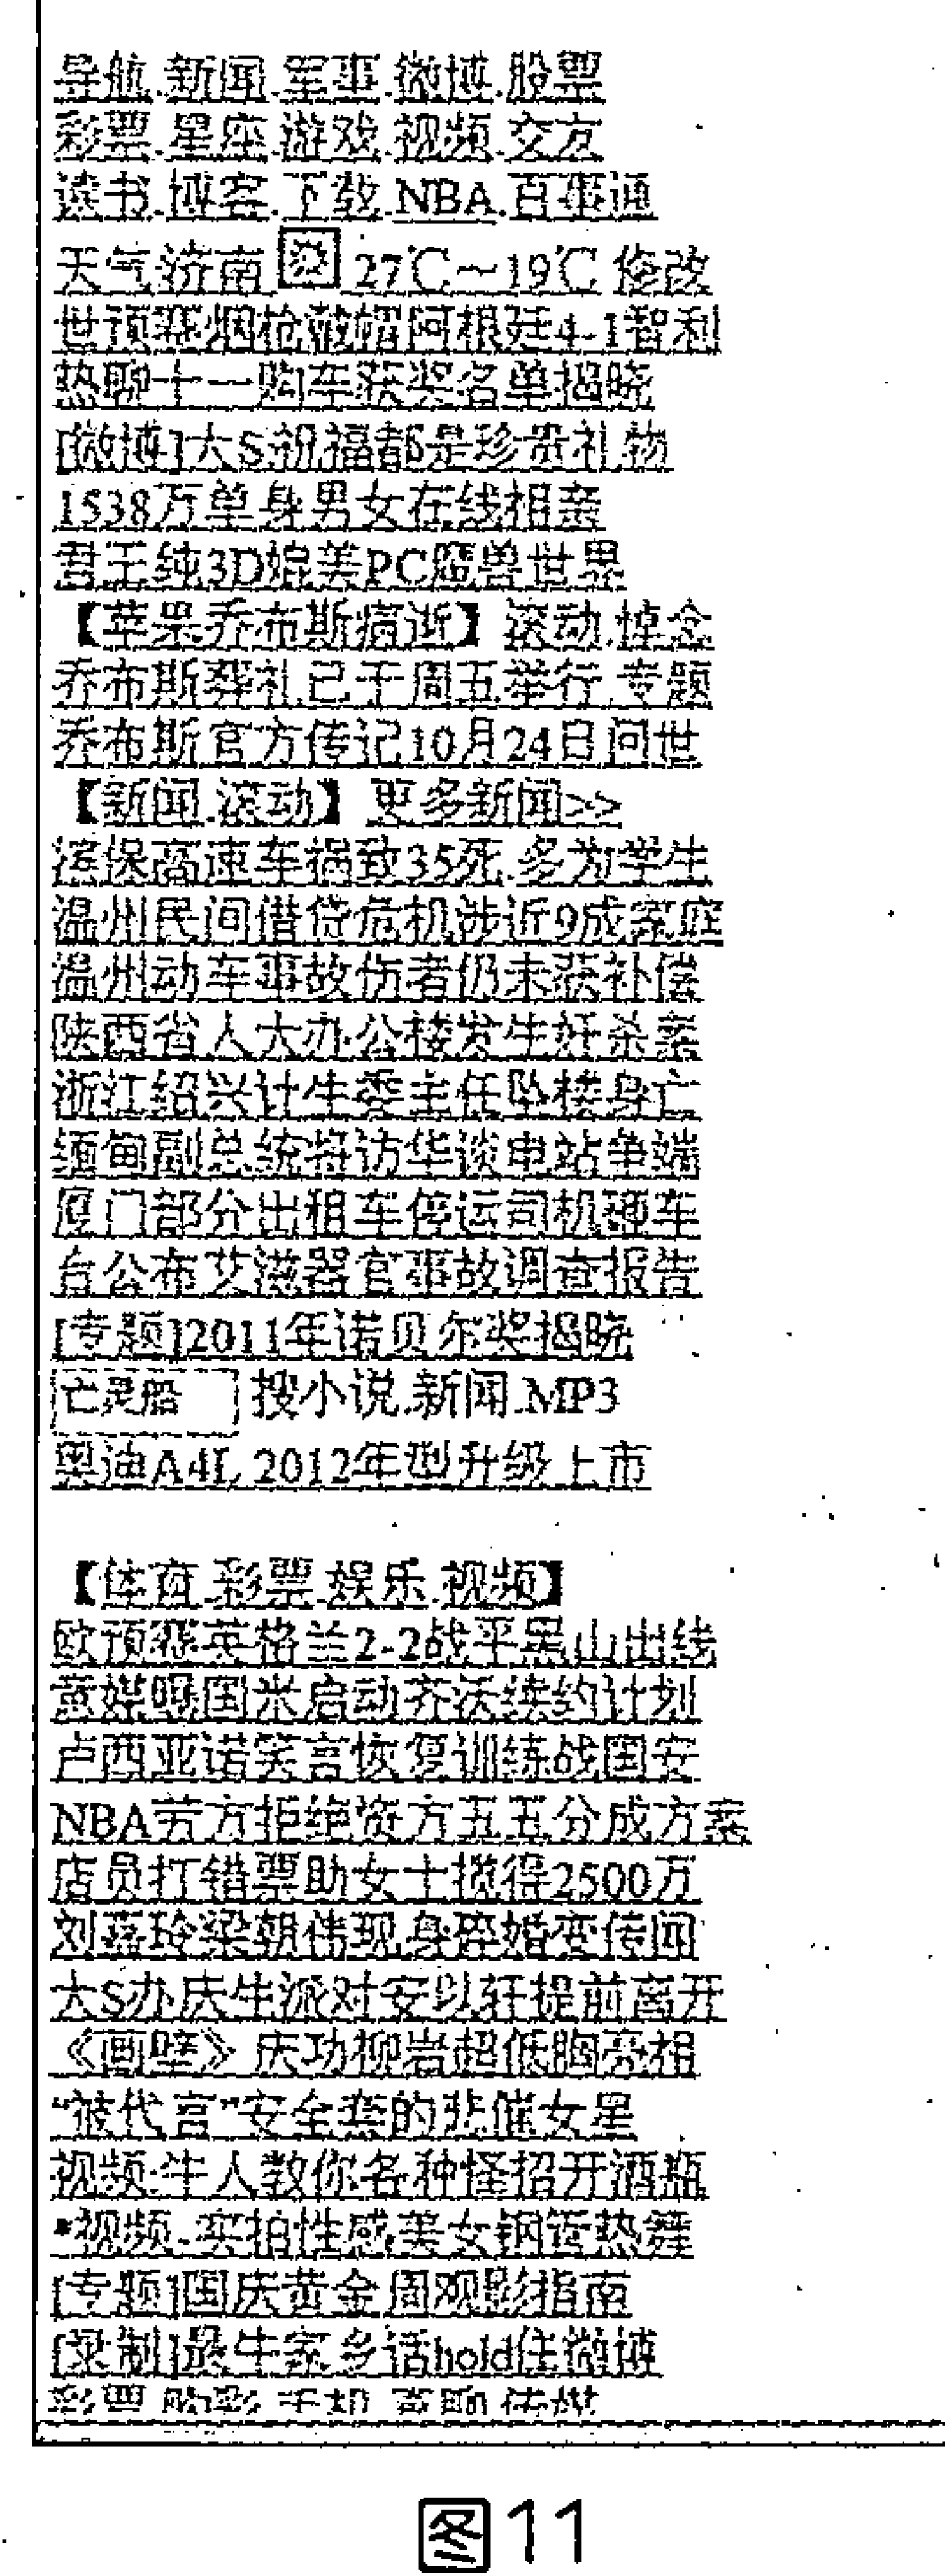 导航.新闻.军事.微博.股票
彩票.星座.游戏.视频.交友
读书.博客.下载.NBA.百事通
天气:济南 27℃～19℃ 修改
世预赛烟枪戴帽阿根廷4-1智利
热聊十一购车获奖名单揭晓
[微博]大S:祝福都是珍贵礼物
1538万单身男女在线相亲
君王纯3D媲美PC魔兽世界
【苹果乔布斯病逝】滚动.悼念
乔布斯葬礼已于周五举行.专题
乔布斯官方传记10月24日问世
【新闻.滚动】更多新闻>>
滨保高速车祸致35死.多为学生
温州民间借贷危机涉近9成家庭
温州动车事故伤者仍未获补偿
陕西省人大办公楼发生奸杀案
浙江绍兴计生委主任坠楼身亡
缅甸副总统将访华谈电站争端
厦门部分出租车停运司机砸车
台公布艾滋器官事故调查报告
[专题]2011年诺贝尔奖揭晓
亡灵船 搜小说.新闻.MP3
奥迪A4L 2012年型升级上市
【体育.彩票.娱乐.视频】
欧预赛英格兰2-2战平黑山出线
意媒曝国米启动齐沃续约计划
卢西亚诺笑言恢复训练战国安
NBA劳方拒绝资方五五分成方案
店员打错票助女士揽得2500万
刘嘉玲梁朝伟现身碎婚变传闻
大S办庆生派对安以轩提前离开
《画壁》庆功柳岩超低胸亮相
“被代言”安全套的悲催女星
视频:牛人教你各种怪招开酒瓶
▪视频-实拍性感美女钢管热舞
[专题]国庆黄金周观影指南
[录制]最牛家乡话hold住微博
图11